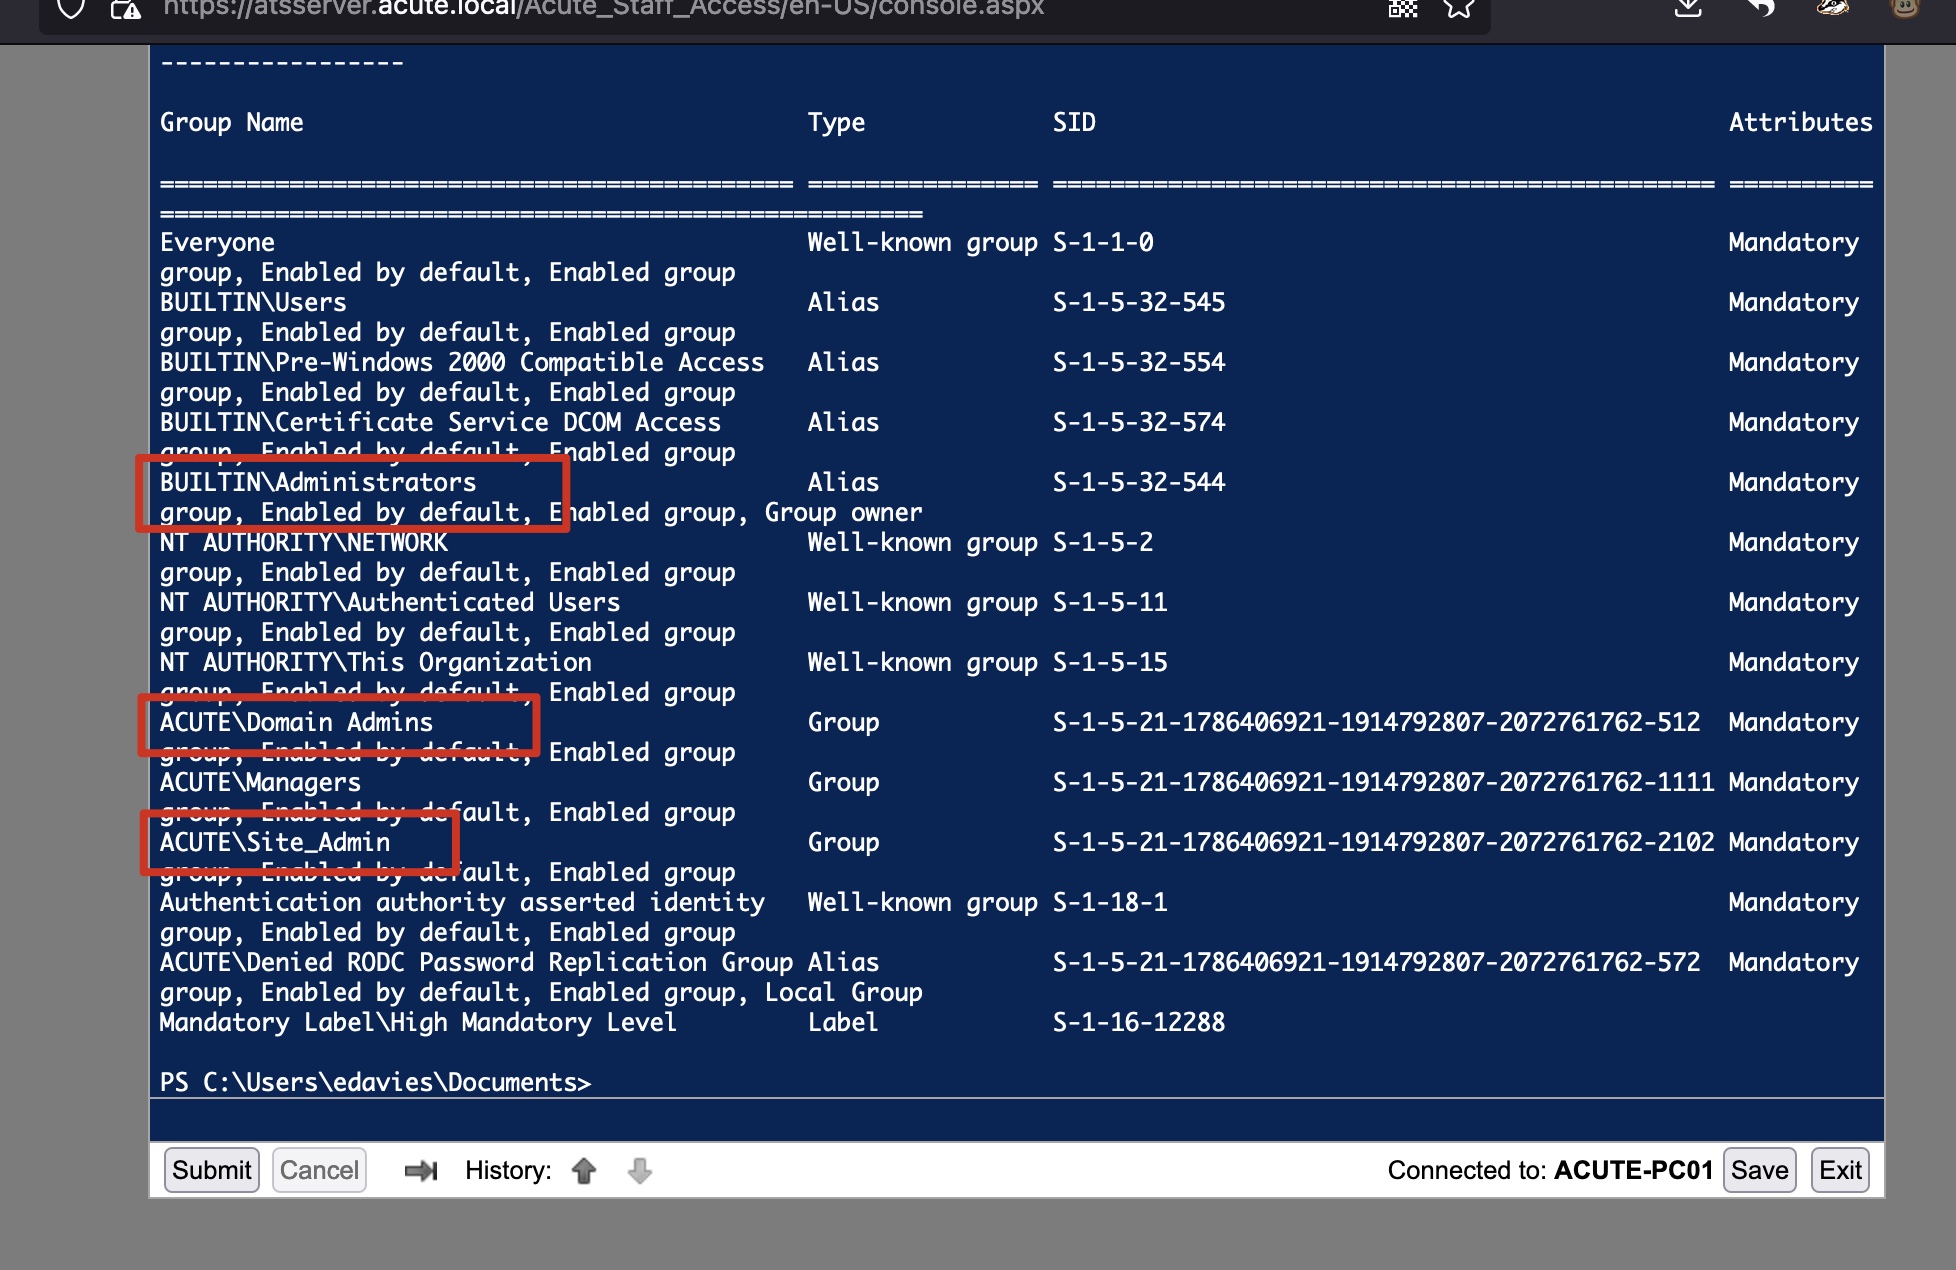 https://atsserver.acute.local/Acute_Staff_Access/en-US/console.aspx
-----------------
Group Name Type SID Attributes
============================================ ================ ============================================== ==========
=====================================================
Everyone Well-known group S-1-1-0 Mandatory
group, Enabled by default, Enabled group
BUILTIN\Users Alias S-1-5-32-545 Mandatory
group, Enabled by default, Enabled group
BUILTIN\Pre-Windows 2000 Compatible Access Alias S-1-5-32-554 Mandatory
group, Enabled by default, Enabled group
BUILTIN\Certificate Service DCOM Access Alias S-1-5-32-574 Mandatory
group, Enabled by default, Enabled group
BUILTIN\Administrators Alias S-1-5-32-544 Mandatory
group, Enabled by default, Enabled group, Group owner
NT AUTHORITY\NETWORK Well-known group S-1-5-2 Mandatory
group, Enabled by default, Enabled group
NT AUTHORITY\Authenticated Users Well-known group S-1-5-11 Mandatory
group, Enabled by default, Enabled group
NT AUTHORITY\This Organization Well-known group S-1-5-15 Mandatory
group, Enabled by default, Enabled group
ACUTE\Domain Admins Group S-1-5-21-1786406921-1914792807-2072761762-512 Mandatory
group, Enabled by default, Enabled group
ACUTE\Managers Group S-1-5-21-1786406921-1914792807-2072761762-1111 Mandatory
group, Enabled by default, Enabled group
ACUTE\Site_Admin Group S-1-5-21-1786406921-1914792807-2072761762-2102 Mandatory
group, Enabled by default, Enabled group
Authentication authority asserted identity Well-known group S-1-18-1 Mandatory
group, Enabled by default, Enabled group
ACUTE\Denied RODC Password Replication Group Alias S-1-5-21-1786406921-1914792807-2072761762-572 Mandatory
group, Enabled by default, Enabled group, Local Group
Mandatory Label\High Mandatory Level Label S-1-16-12288
PS C:\Users\edavies\Documents>
Submit Cancel History: Connected to: ACUTE-PC01 Save Exit